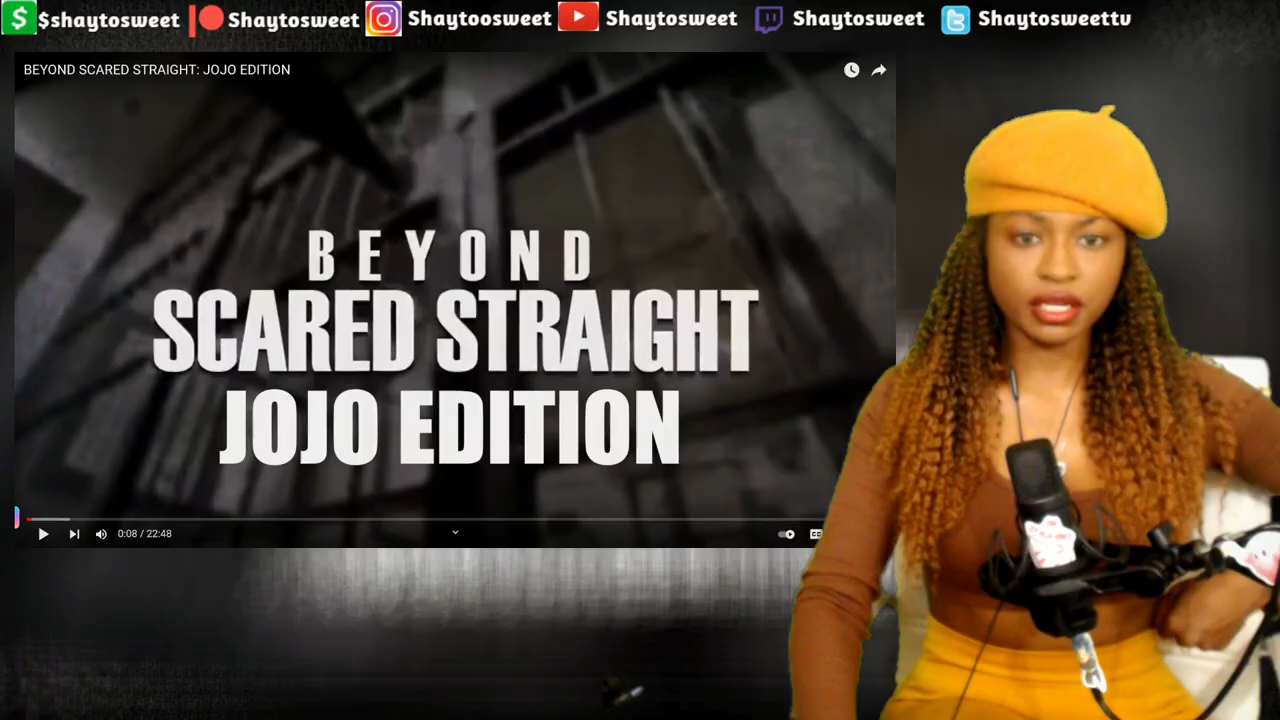 $shaytosweet Shaytosweet Shaytoosweet Shaytosweet Shaytosweet Shaytosweettv
BEYOND SCARED STRAIGHT: JOJO EDITION
BEYOND
SCARED STRAIGHT
JOJO EDITION
0:08 / 22:48